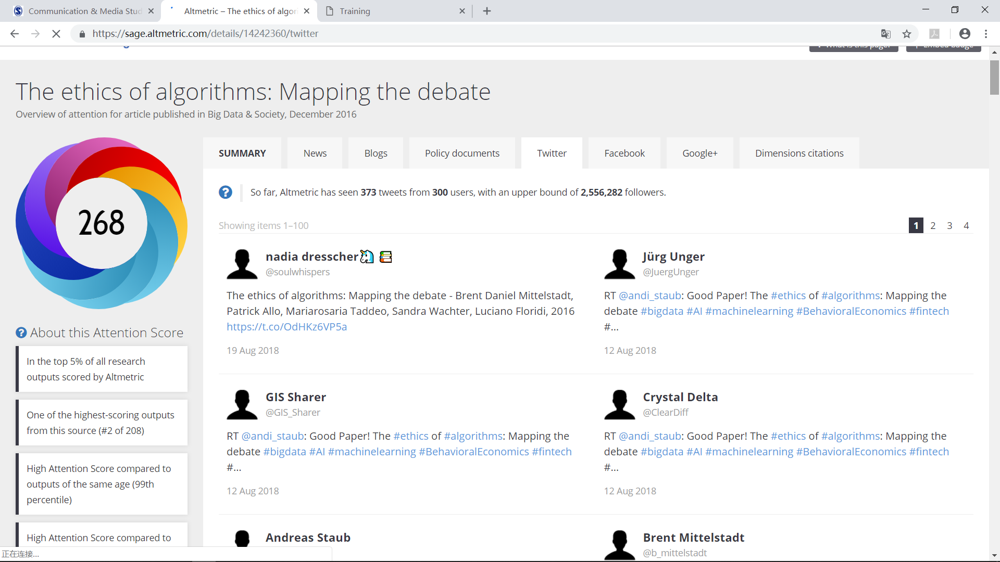 Communication & Media Stud
Altmetric – The ethics of algori
Training
https://sage.altmetric.com/details/14242360/twitter
What is this page?
Embed badge
The ethics of algorithms: Mapping the debate
Overview of attention for article published in Big Data & Society, December 2016
268
SUMMARY
News
Blogs
Policy documents
Twitter
Facebook
Google+
Dimensions citations
So far, Altmetric has seen 373 tweets from 300 users, with an upper bound of 2,556,282 followers.
Showing items 1–100
1 2 3 4
nadia dresscher
@soulwhispers
The ethics of algorithms: Mapping the debate - Brent Daniel Mittelstadt,
Patrick Allo, Mariarosaria Taddeo, Sandra Wachter, Luciano Floridi, 2016
https://t.co/OdHKz6VP5a
19 Aug 2018
Jürg Unger
@JuergUnger
RT @andi_staub: Good Paper! The #ethics of #algorithms: Mapping the
debate #bigdata #AI #machinelearning #BehavioralEconomics #fintech
#…
12 Aug 2018
GIS Sharer
@GIS_Sharer
RT @andi_staub: Good Paper! The #ethics of #algorithms: Mapping the
debate #bigdata #AI #machinelearning #BehavioralEconomics #fintech
#…
12 Aug 2018
Crystal Delta
@ClearDiff
RT @andi_staub: Good Paper! The #ethics of #algorithms: Mapping the
debate #bigdata #AI #machinelearning #BehavioralEconomics #fintech
#…
12 Aug 2018
Andreas Staub
Brent Mittelstadt
@b_mittelstadt
? About this Attention Score
In the top 5% of all research
outputs scored by Altmetric
One of the highest-scoring outputs
from this source (#2 of 208)
High Attention Score compared to
outputs of the same age (99th
percentile)
High Attention Score compared to
正在连接...